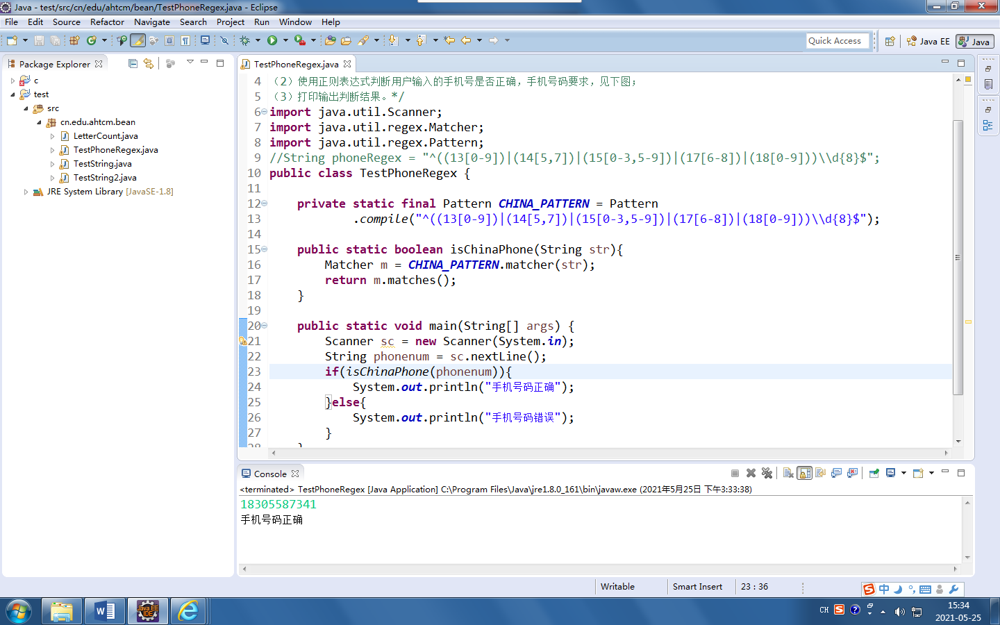 Java - test/src/cn/edu/ahtcm/bean/TestPhoneRegex.java - Eclipse
File Edit Source Refactor Navigate Search Project Run Window Help
Quick Access Java EE Java
Package Explorer
c
test
src
cn.edu.ahtcm.bean
LetterCount.java
TestPhoneRegex.java
TestString.java
TestString2.java
JRE System Library [JavaSE-1.8]
TestPhoneRegex.java
4 （2）使用正则表达式判断用户输入的手机号是否正确，手机号码要求，见下图；
5 （3）打印输出判断结果。*/
6 import java.util.Scanner;
7 import java.util.regex.Matcher;
8 import java.util.regex.Pattern;
9 //String phoneRegex = "^((13[0-9])|(14[5,7])|(15[0-3,5-9])|(17[6-8])|(18[0-9]))\\d{8}$";
10 public class TestPhoneRegex {
11
12 private static final Pattern CHINA_PATTERN = Pattern
13 .compile("^((13[0-9])|(14[5,7])|(15[0-3,5-9])|(17[6-8])|(18[0-9]))\\d{8}$");
14
15 public static boolean isChinaPhone(String str){
16 Matcher m = CHINA_PATTERN.matcher(str);
17 return m.matches();
18 }
19
20 public static void main(String[] args) {
21 Scanner sc = new Scanner(System.in);
22 String phonenum = sc.nextLine();
23 if(isChinaPhone(phonenum)){
24 System.out.println("手机号码正确");
25 }else{
26 System.out.println("手机号码错误");
27 }
28 }
Console
<terminated> TestPhoneRegex [Java Application] C:\Program Files\Java\jre1.8.0_161\bin\javaw.exe (2021年5月25日 下午3:33:38)
18305587341
手机号码正确
Writable Smart Insert 23 : 36
中
Java EE IDE
CH
15:34
2021-05-25